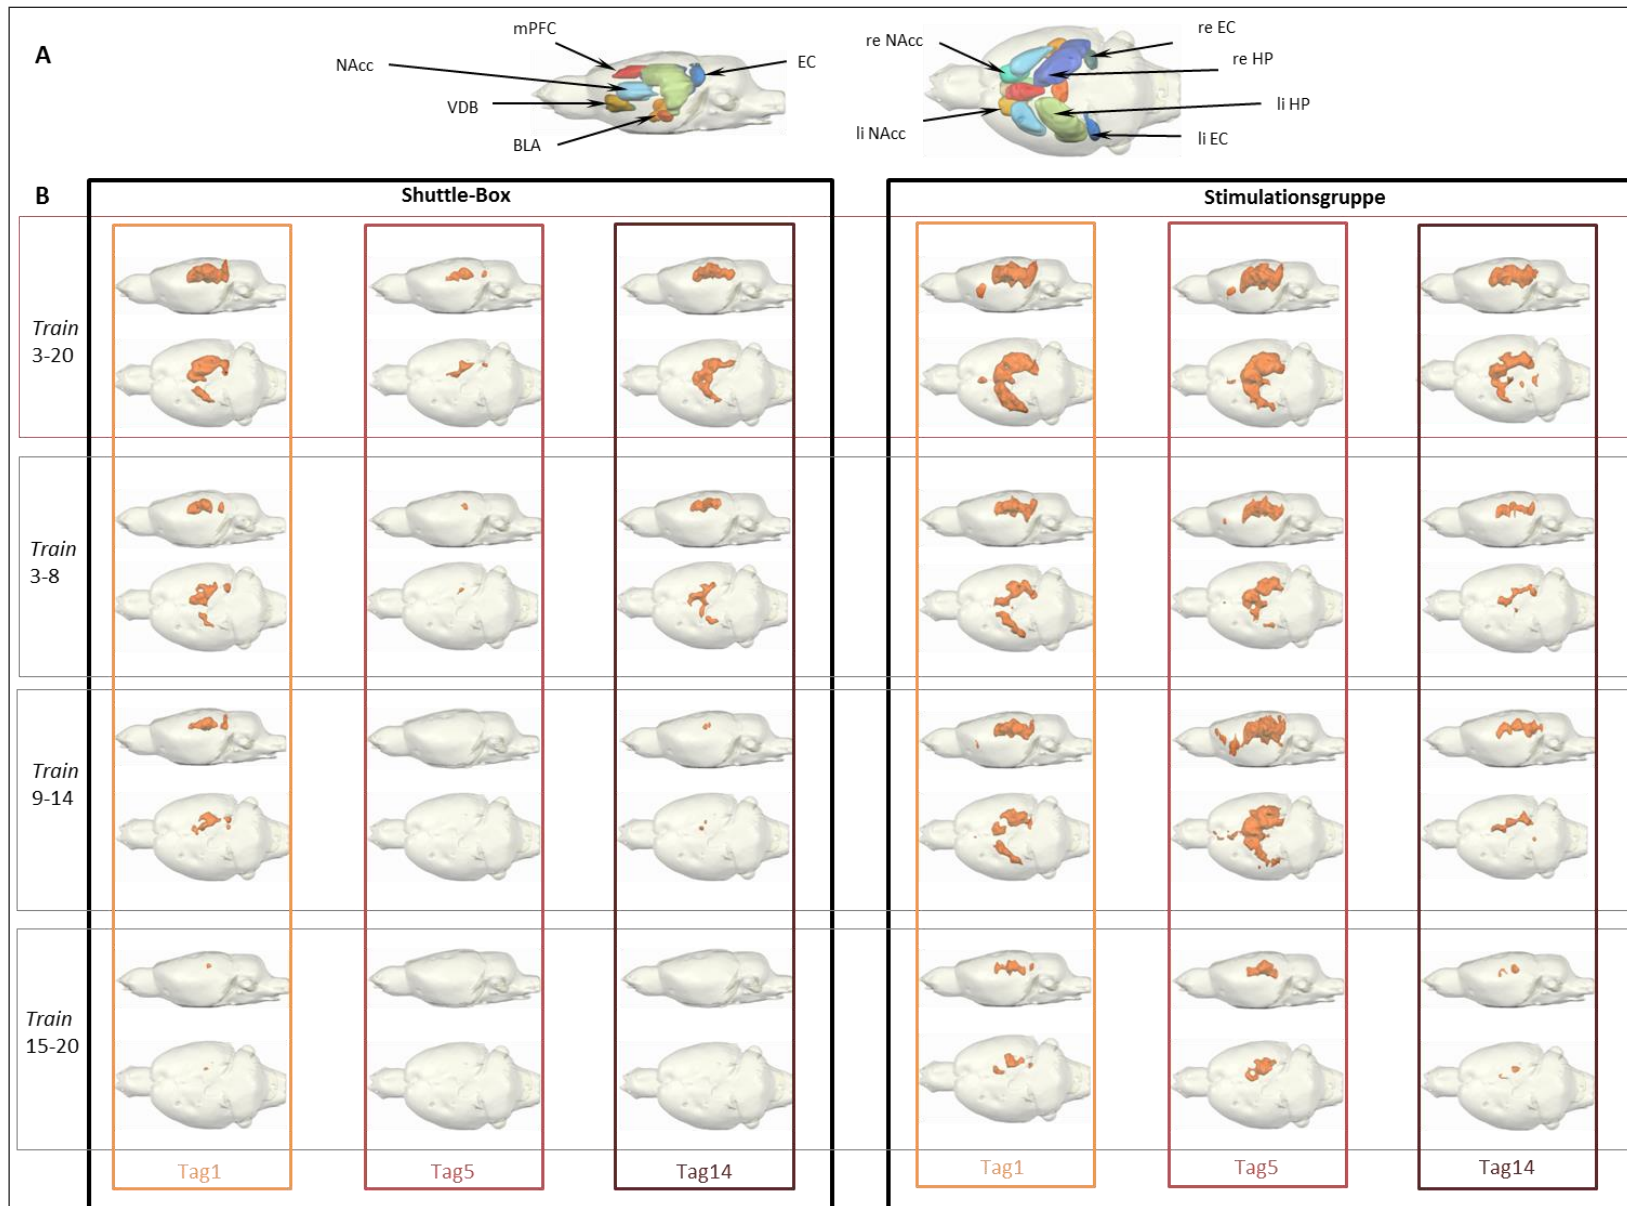 A
mPFC
NAcc
VDB
BLA
EC
re NAcc
li NAcc
re EC
re HP
li HP
li EC
B
Shuttle-Box
Stimulationsgruppe
Train
3-20
Train
3-8
Train
9-14
Train
15-20
Tag1
Tag5
Tag14
Tag1
Tag5
Tag14